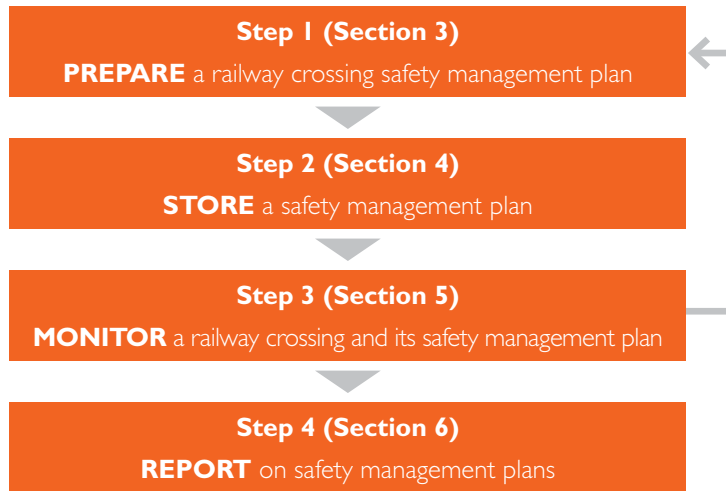 Step 1 (Section 3)
PREPARE a railway crossing safety management plan
Step 2 (Section 4)
STORE a safety management plan
Step 3 (Section 5)
MONITOR a railway crossing and its safety management plan
Step 4 (Section 6)
REPORT on safety management plans